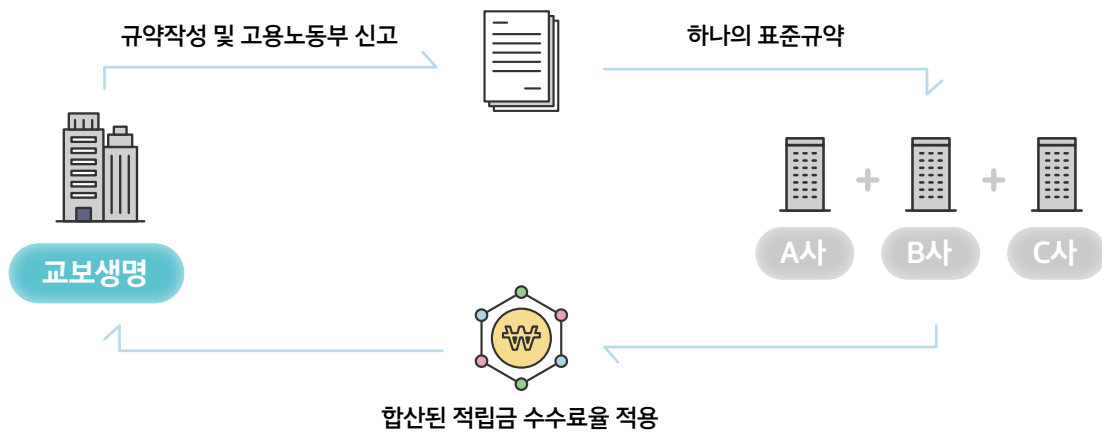 규약작성 및 고용노동부 신고
하나의 표준규약
교보생명
A사
B사
C사
합산된 적립금 수수료율 적용